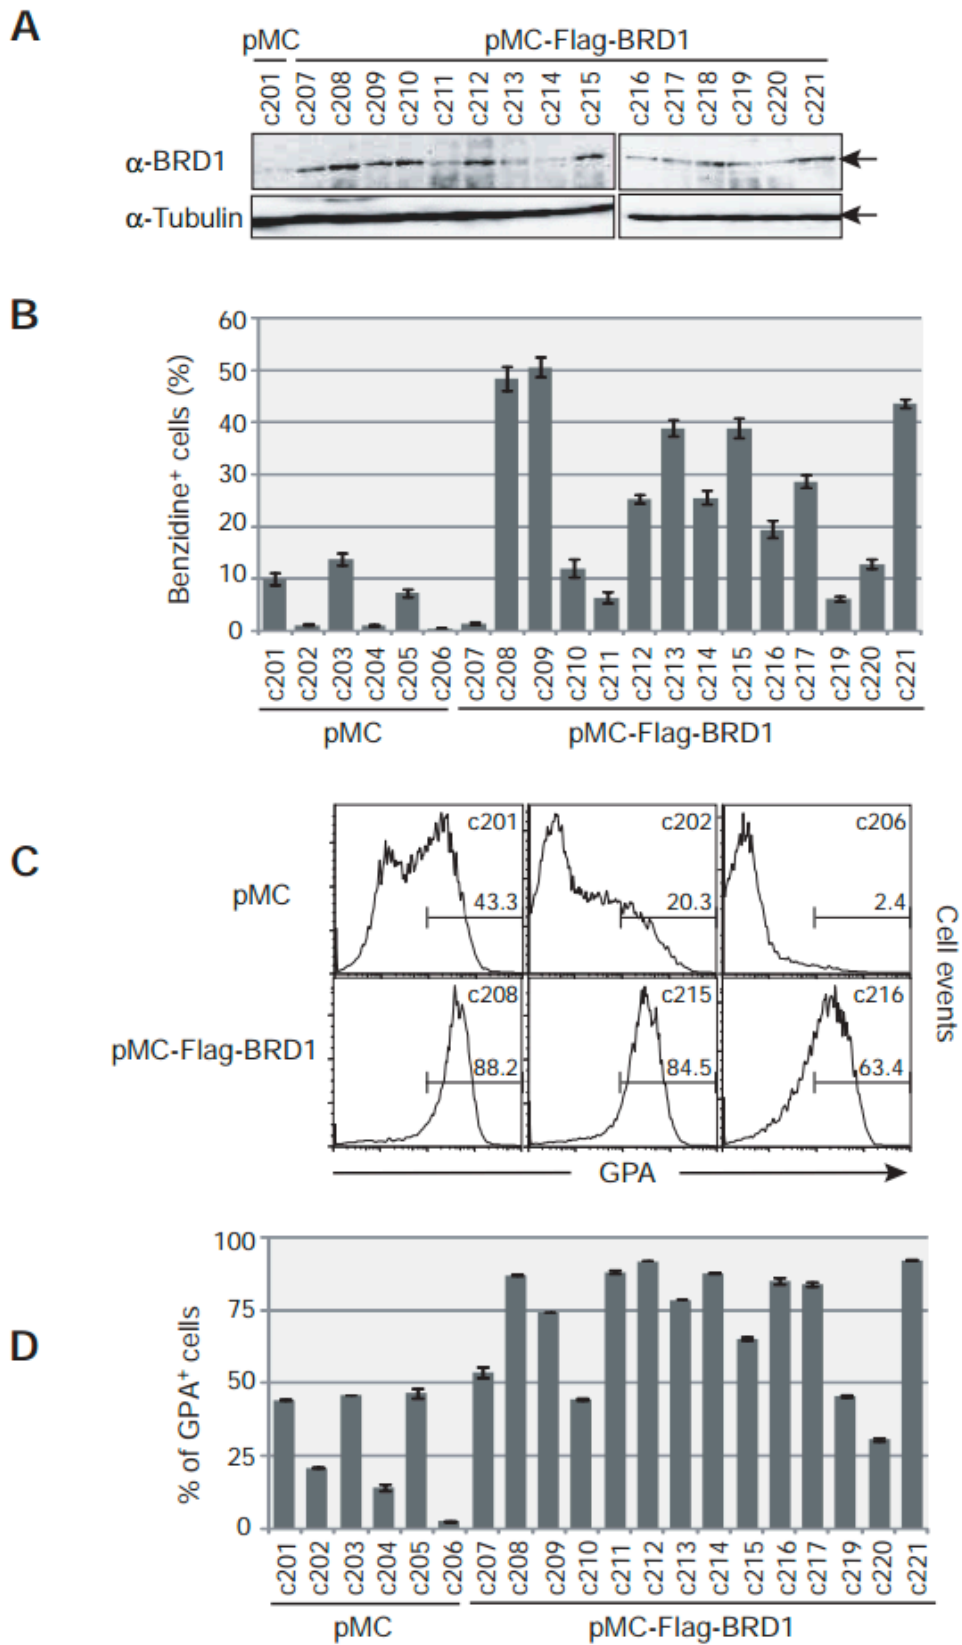 A
pMC pMC-Flag-BRD1
c201 c207 c208 c209 c210 c211 c212 c213 c214 c215 c216 c217 c218 c219 c220 c221
α-BRD1
α-Tubulin
B
Benzidine⁺ cells (%)
60
50
40
30
20
10
0
c201 c202 c203 c204 c205 c206 c207 c208 c209 c210 c211 c212 c213 c214 c215 c216 c217 c219 c220 c221
pMC pMC-Flag-BRD1
C
pMC
c201 c202 c206
43.3 20.3 2.4
pMC-Flag-BRD1
c208 c215 c216
88.2 84.5 63.4
Cell events
GPA
D
% of GPA⁺ cells
100
75
50
25
0
c201 c202 c203 c204 c205 c206 c207 c208 c209 c210 c211 c212 c213 c214 c215 c216 c217 c219 c220 c221
pMC pMC-Flag-BRD1